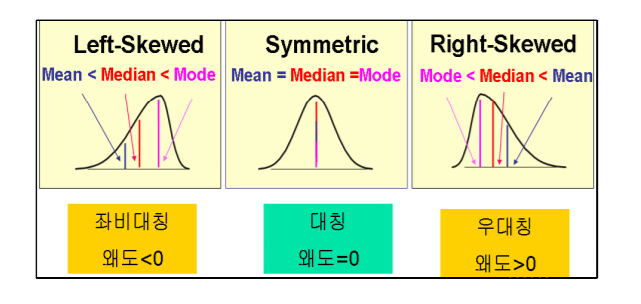 Left-Skewed
Mean < Median < Mode
Symmetric
Mean = Median =Mode
Right-Skewed
Mode < Median < Mean
좌비대칭
왜도<0
대칭
왜도=0
우대칭
왜도>0